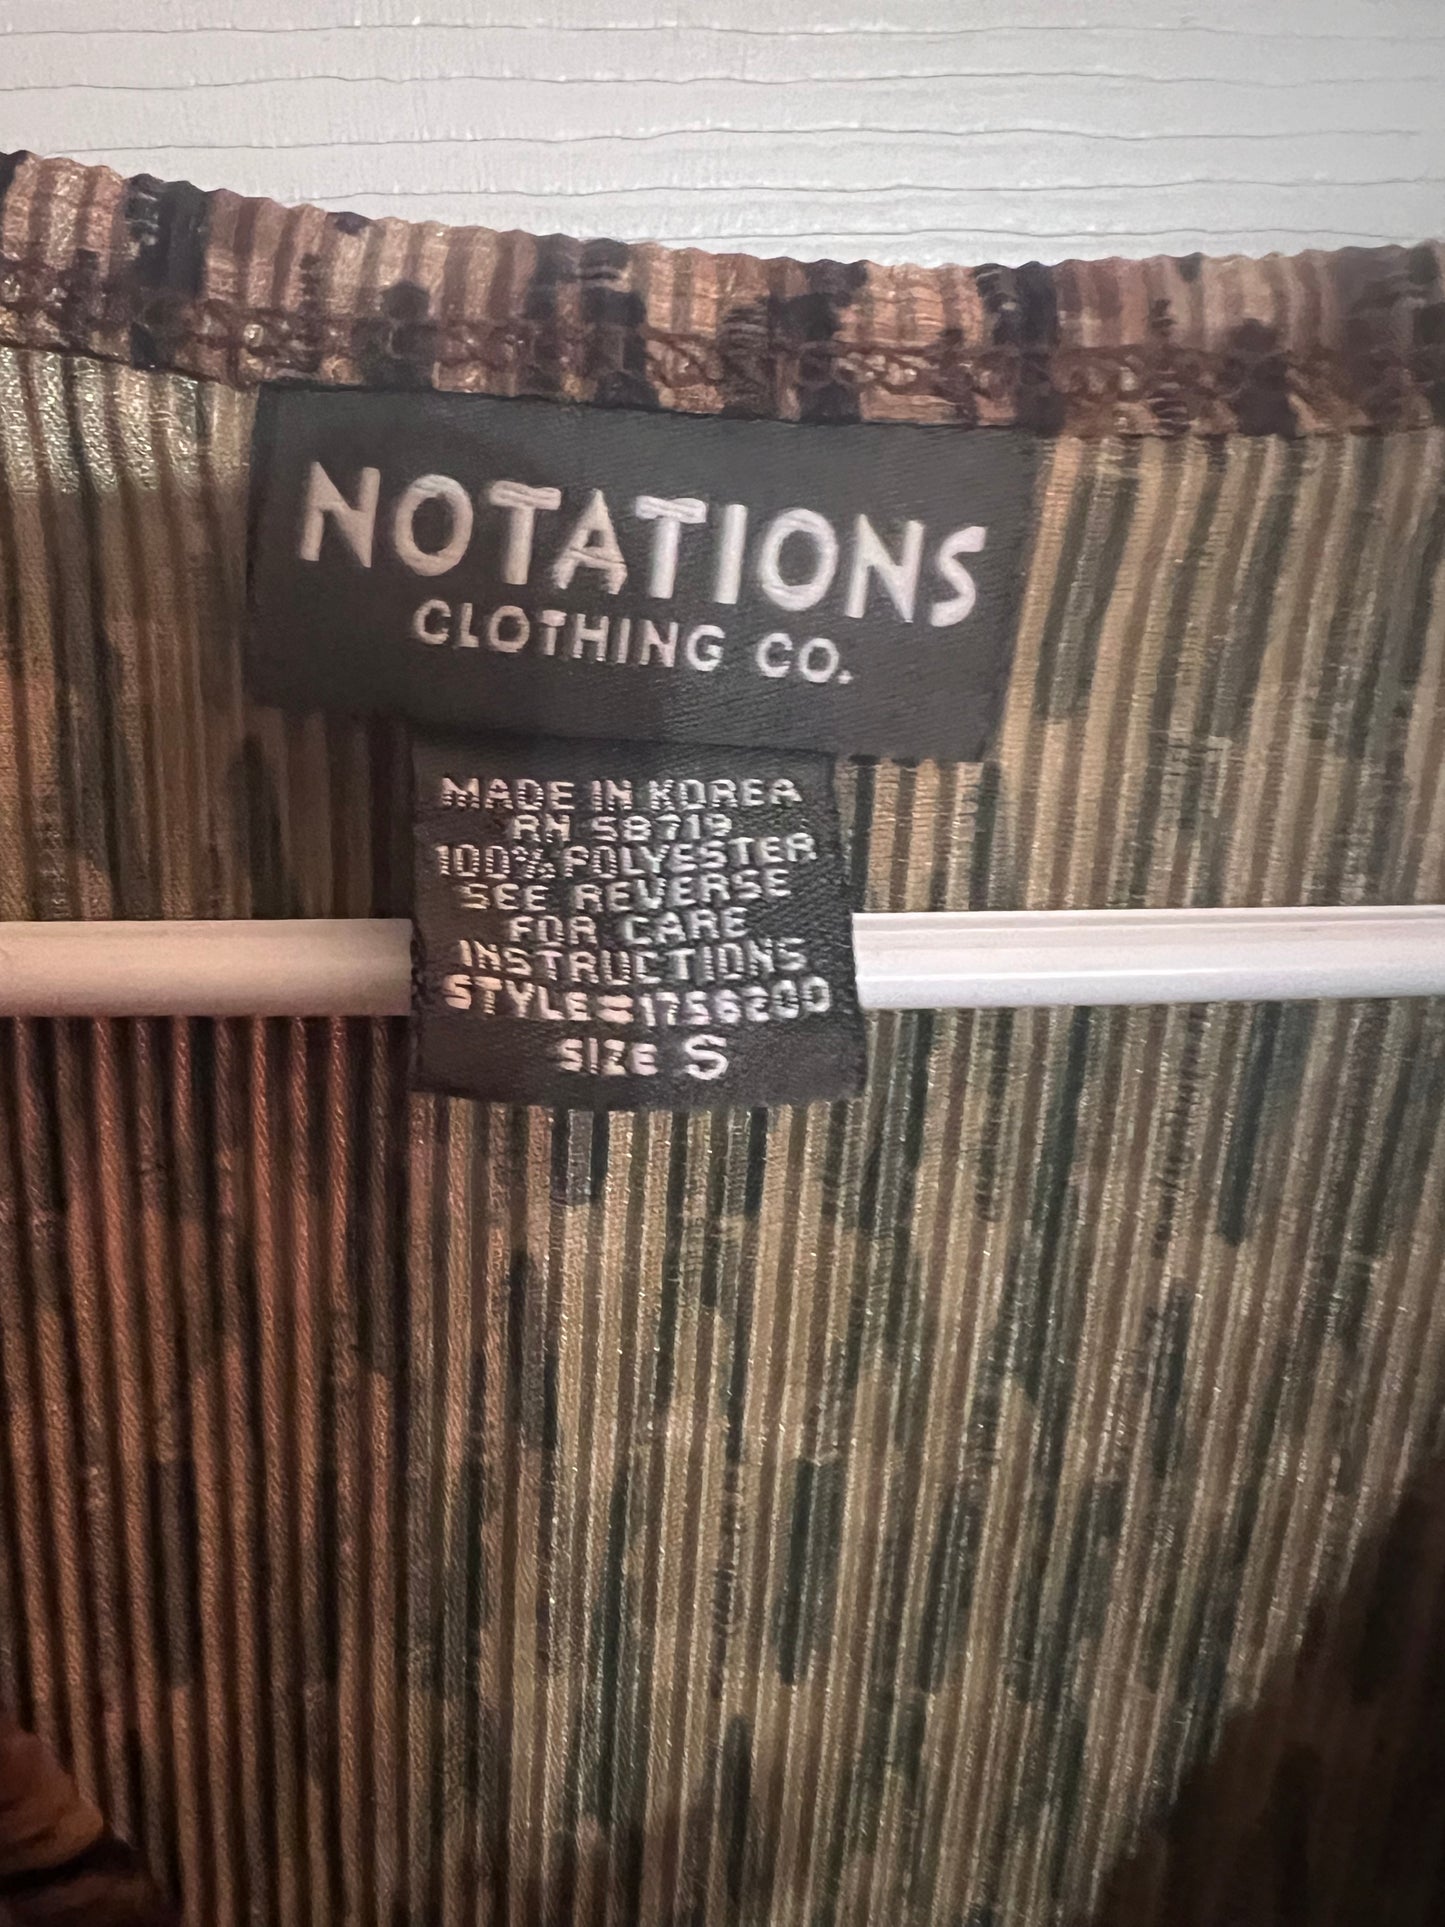 NOTATIONS
CLOTHING CO.
MADE IN KOREA
RN 58719
100% POLYESTER
SEE REVERSE
FOR CARE
INSTRUCTIONS
STYLE=1756200
SIZE S